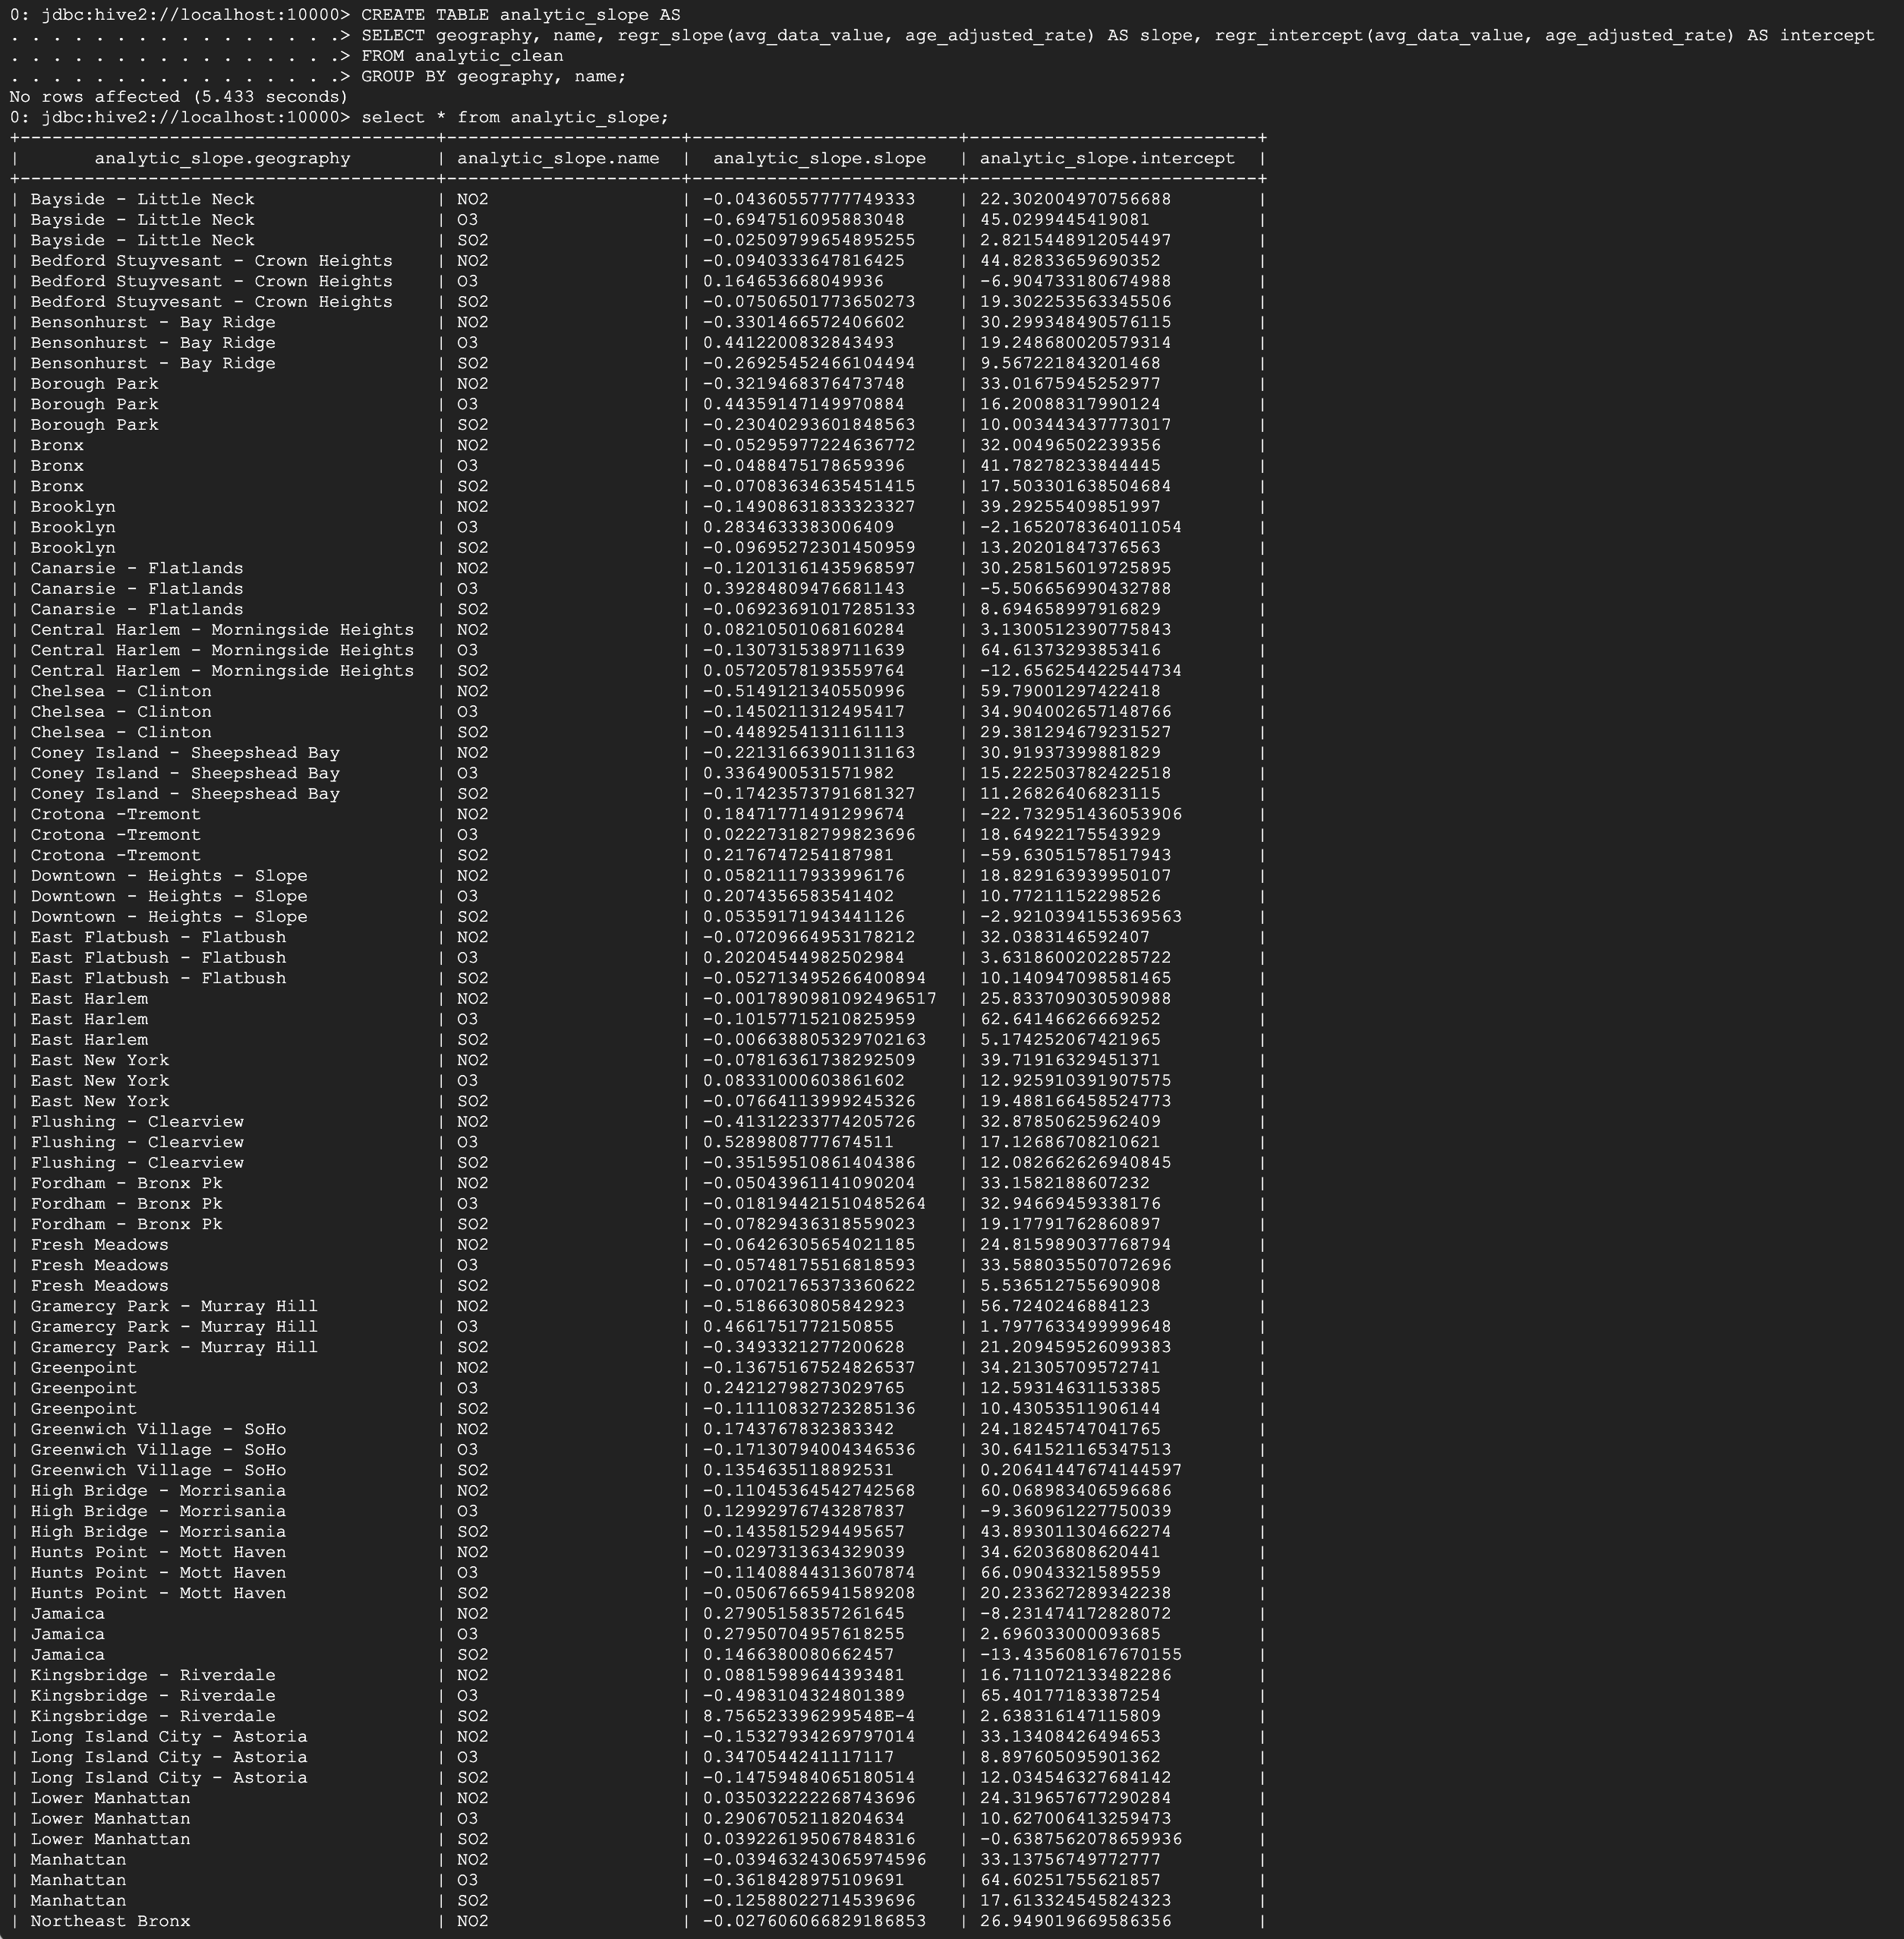 0: jdbc:hive2://localhost:10000> CREATE TABLE analytic_slope AS
. . . . . . . . . . . . . . . .> SELECT geography, name, regr_slope(avg_data_value, age_adjusted_rate) AS slope, regr_intercept(avg_data_value, age_adjusted_rate) AS intercept
. . . . . . . . . . . . . . . .> FROM analytic_clean
. . . . . . . . . . . . . . . .> GROUP BY geography, name;
No rows affected (5.433 seconds)
0: jdbc:hive2://localhost:10000> select * from analytic_slope;
| analytic_slope.geography | analytic_slope.name | analytic_slope.slope | analytic_slope.intercept |
| Bayside - Little Neck | NO2 | -0.04360557777749333 | 22.302004970756688 |
| Bayside - Little Neck | O3 | -0.6947516095883048 | 45.0299445419081 |
| Bayside - Little Neck | SO2 | -0.02509799654895255 | 2.8215448912054497 |
| Bedford Stuyvesant - Crown Heights | NO2 | -0.0940333647816425 | 44.82833659690352 |
| Bedford Stuyvesant - Crown Heights | O3 | 0.164653668049936 | -6.904733180674988 |
| Bedford Stuyvesant - Crown Heights | SO2 | -0.07506501773650273 | 19.302253563345506 |
| Bensonhurst - Bay Ridge | NO2 | -0.3301466572406602 | 30.299348490576115 |
| Bensonhurst - Bay Ridge | O3 | 0.4412200832843493 | 19.248680020579314 |
| Bensonhurst - Bay Ridge | SO2 | -0.26925452466104494 | 9.567221843201468 |
| Borough Park | NO2 | -0.3219468376473748 | 33.01675945252977 |
| Borough Park | O3 | 0.44359147149970884 | 16.20088317990124 |
| Borough Park | SO2 | -0.23040293601848563 | 10.003443437773017 |
| Bronx | NO2 | -0.05295977224636772 | 32.00496502239356 |
| Bronx | O3 | -0.0488475178659396 | 41.78278233844445 |
| Bronx | SO2 | -0.07083634635451415 | 17.503301638504684 |
| Brooklyn | NO2 | -0.14908631833323327 | 39.29255409851997 |
| Brooklyn | O3 | 0.2834633383006409 | -2.1652078364011054 |
| Brooklyn | SO2 | -0.09695272301450959 | 13.20201847376563 |
| Canarsie - Flatlands | NO2 | -0.12013161435968597 | 30.258156019725895 |
| Canarsie - Flatlands | O3 | 0.39284809476681143 | -5.506656990432788 |
| Canarsie - Flatlands | SO2 | -0.06923691017285133 | 8.694658997916829 |
| Central Harlem - Morningside Heights | NO2 | 0.08210501068160284 | 3.1300512390775843 |
| Central Harlem - Morningside Heights | O3 | -0.1307315389711639 | 64.61373293853416 |
| Central Harlem - Morningside Heights | SO2 | 0.05720578193559764 | -12.656254422544734 |
| Chelsea - Clinton | NO2 | -0.5149121340550996 | 59.79001297422418 |
| Chelsea - Clinton | O3 | -0.1450211312495417 | 34.904002657148766 |
| Chelsea - Clinton | SO2 | -0.4489254131161113 | 29.381294679231527 |
| Coney Island - Sheepshead Bay | NO2 | -0.22131663901131163 | 30.91937399881829 |
| Coney Island - Sheepshead Bay | O3 | 0.3364900531571982 | 15.222503782422518 |
| Coney Island - Sheepshead Bay | SO2 | -0.17423573791681327 | 11.26826406823115 |
| Crotona -Tremont | NO2 | 0.18471771491299674 | -22.732951436053906 |
| Crotona -Tremont | O3 | 0.022273182799823696 | 18.64922175543929 |
| Crotona -Tremont | SO2 | 0.2176747254187981 | -59.63051578517943 |
| Downtown - Heights - Slope | NO2 | 0.05821117933996176 | 18.829163939950107 |
| Downtown - Heights - Slope | O3 | 0.2074356583541402 | 10.77211152298526 |
| Downtown - Heights - Slope | SO2 | 0.05359171943441126 | -2.9210394155369563 |
| East Flatbush - Flatbush | NO2 | -0.07209664953178212 | 32.0383146592407 |
| East Flatbush - Flatbush | O3 | 0.20204544982502984 | 3.6318600202285722 |
| East Flatbush - Flatbush | SO2 | -0.052713495266400894 | 10.140947098581465 |
| East Harlem | NO2 | -0.0017890981092496517 | 25.833709030590988 |
| East Harlem | O3 | -0.10157715210825959 | 62.64146626669252 |
| East Harlem | SO2 | -0.006638805329702163 | 5.174252067421965 |
| East New York | NO2 | -0.07816361738292509 | 39.71916329451371 |
| East New York | O3 | 0.08331000603861602 | 12.925910391907575 |
| East New York | SO2 | -0.07664113999245326 | 19.488166458524773 |
| Flushing - Clearview | NO2 | -0.41312233774205726 | 32.87850625962409 |
| Flushing - Clearview | O3 | 0.5289808777674511 | 17.12686708210621 |
| Flushing - Clearview | SO2 | -0.35159510861404386 | 12.082662626940845 |
| Fordham - Bronx Pk | NO2 | -0.05043961141090204 | 33.1582188607232 |
| Fordham - Bronx Pk | O3 | -0.018194421510485264 | 32.94669459338176 |
| Fordham - Bronx Pk | SO2 | -0.07829436318559023 | 19.17791762860897 |
| Fresh Meadows | NO2 | -0.06426305654021185 | 24.815989037768794 |
| Fresh Meadows | O3 | -0.05748175516818593 | 33.588035507072696 |
| Fresh Meadows | SO2 | -0.07021765373360622 | 5.536512755690908 |
| Gramercy Park - Murray Hill | NO2 | -0.5186630805842923 | 56.7240246884123 |
| Gramercy Park - Murray Hill | O3 | 0.4661751772150855 | 1.7977633499999648 |
| Gramercy Park - Murray Hill | SO2 | -0.3493321277200628 | 21.209459526099383 |
| Greenpoint | NO2 | -0.13675167524826537 | 34.21305709572741 |
| Greenpoint | O3 | 0.24212798273029765 | 12.59314631153385 |
| Greenpoint | SO2 | -0.11110832723285136 | 10.43053511906144 |
| Greenwich Village - SoHo | NO2 | 0.1743767832383342 | 24.18245747041765 |
| Greenwich Village - SoHo | O3 | -0.17130794004346536 | 30.641521165347513 |
| Greenwich Village - SoHo | SO2 | 0.1354635118892531 | 0.20641447674144597 |
| High Bridge - Morrisania | NO2 | -0.11045364542742568 | 60.068983406596686 |
| High Bridge - Morrisania | O3 | 0.12992976743287837 | -9.360961227750039 |
| High Bridge - Morrisania | SO2 | -0.1435815294495657 | 43.893011304662274 |
| Hunts Point - Mott Haven | NO2 | -0.0297313634329039 | 34.62036808620441 |
| Hunts Point - Mott Haven | O3 | -0.11408844313607874 | 66.09043321589559 |
| Hunts Point - Mott Haven | SO2 | -0.05067665941589208 | 20.233627289342238 |
| Jamaica | NO2 | 0.27905158357261645 | -8.231474172828072 |
| Jamaica | O3 | 0.27950704957618255 | 2.696033000093685 |
| Jamaica | SO2 | 0.1466380080662457 | -13.435608167670155 |
| Kingsbridge - Riverdale | NO2 | 0.08815989644393481 | 16.711072133482286 |
| Kingsbridge - Riverdale | O3 | -0.4983104324801389 | 65.40177183387254 |
| Kingsbridge - Riverdale | SO2 | 8.756523396299548E-4 | 2.638316147115809 |
| Long Island City - Astoria | NO2 | -0.15327934269797014 | 33.13408426494653 |
| Long Island City - Astoria | O3 | 0.3470544241117117 | 8.897605095901362 |
| Long Island City - Astoria | SO2 | -0.14759484065180514 | 12.034546327684142 |
| Lower Manhattan | NO2 | 0.035032222268743696 | 24.319657677290284 |
| Lower Manhattan | O3 | 0.29067052118204634 | 10.627006413259473 |
| Lower Manhattan | SO2 | 0.039226195067848316 | -0.6387562078659936 |
| Manhattan | NO2 | -0.039463243065974596 | 33.13756749772777 |
| Manhattan | O3 | -0.3618428975109691 | 64.60251755621857 |
| Manhattan | SO2 | -0.12588022714539696 | 17.613324545824323 |
| Northeast Bronx | NO2 | -0.027606066829186853 | 26.949019669586356 |